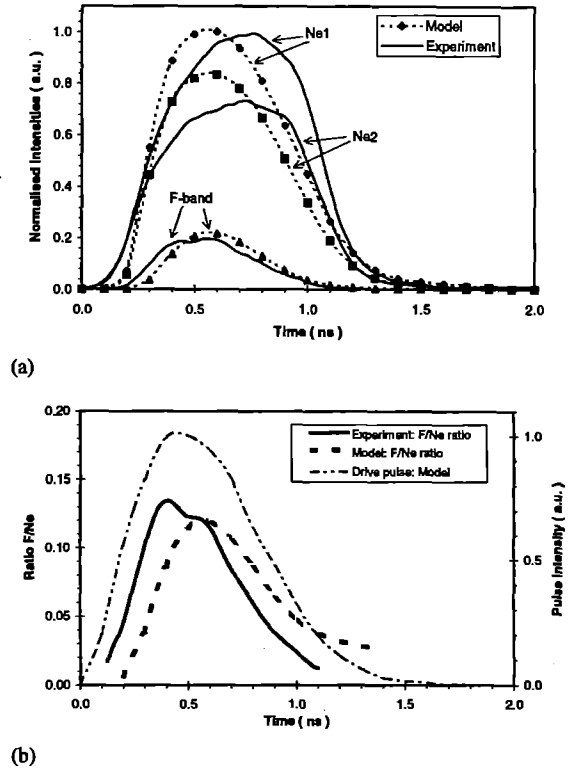 Normalised Intensities ( a.u. )
1.0
0.8
0.6
0.4
0.2
0.0
Ne1
Model
Experiment
Ne2
F-band
0.0 0.5 1.0 1.5 2.0
Time ( ns )
(a)
Ratio F/Ne
0.20
0.15
0.10
0.05
0.00
Experiment: F/Ne ratio
Model: F/Ne ratio
Drive pulse: Model
1.0
0.5
0.0
Pulse Intensity ( a.u. )
0.0 0.5 1.0 1.5 2.0
Time ( ns )
(b)